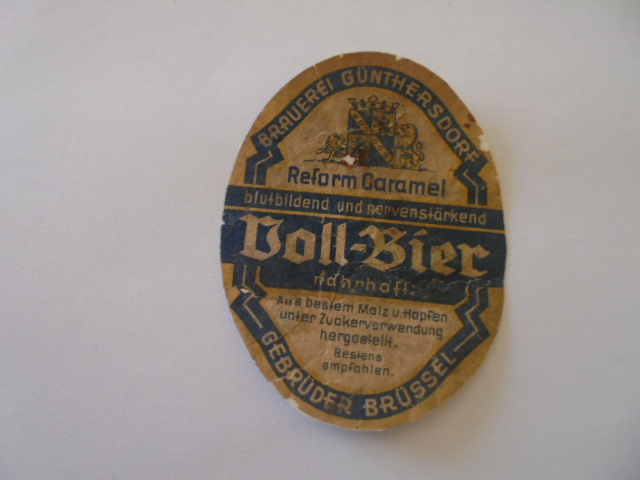 BRAUEREI GÜNTHERSDORF
Reform Caramel
blutbildend und nervenstärkend
Voll-Bier
nahrhaft.
Aus bestem Malz u. Hopfen
unter Zuckerverwendung
hergestellt.
Bestens
empfohlen.
GEBRÜDER BRÜSSEL